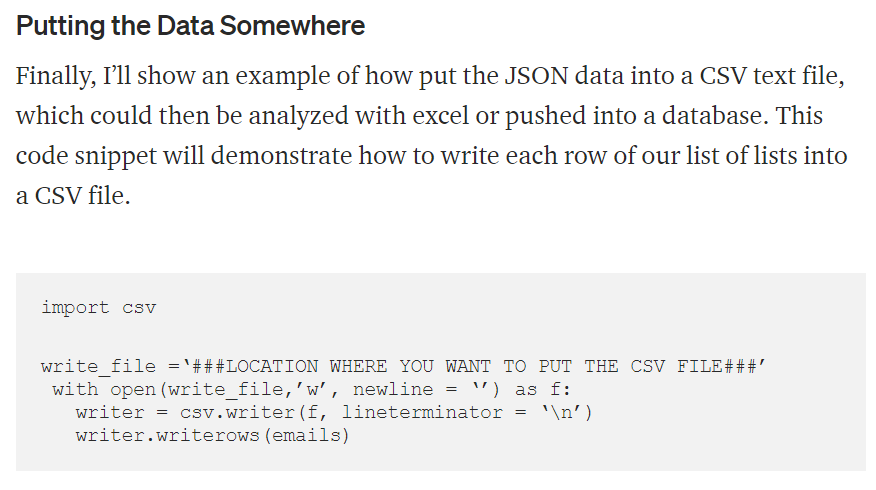 Putting the Data Somewhere
Finally, I’ll show an example of how put the JSON data into a CSV text file,
which could then be analyzed with excel or pushed into a database. This
code snippet will demonstrate how to write each row of our list of lists into
a CSV file.
import csv
write_file =‘###LOCATION WHERE YOU WANT TO PUT THE CSV FILE###’
 with open(write_file,’w’, newline = ‘’) as f:
   writer = csv.writer(f, lineterminator = ‘\n’)
   writer.writerows(emails)